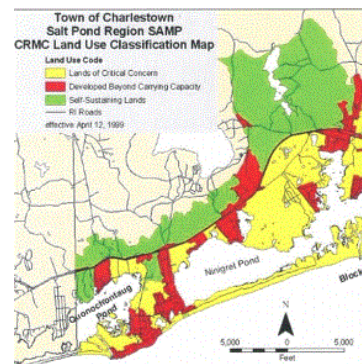 Town of Charlestown
Salt Pond Region SAMP
CRMC Land Use Classification Map
Land Use Code
Lands of Critical Concern
Developed Beyond Carrying Capacity
Self-Sustaining Lands
RI Roads
effective April 12, 1999
Ninigret Pond
Quonochontaug
Pond
Block
N
5,000 0 5,000
Feet